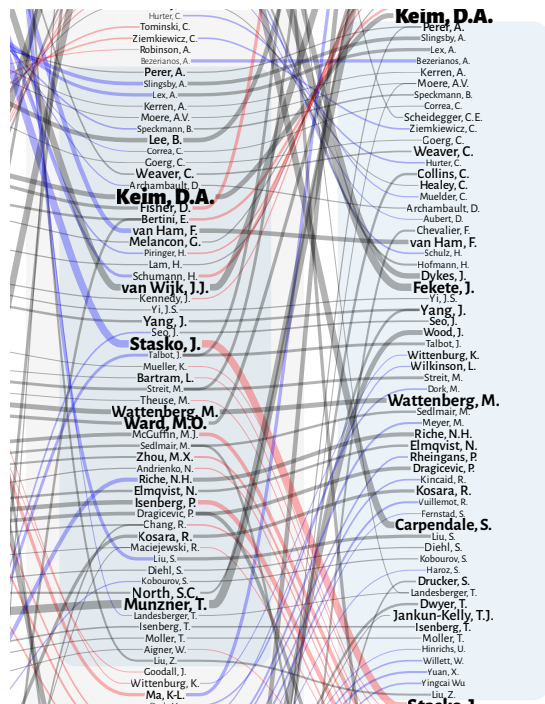 Hurter, C.
Tominski, C.
Ziemkiewicz, C.
Robinson, A.
Bezerianos, A.
Perer, A.
Slingsby, A.
Lex, A.
Kerren, A.
Moere, A.V.
Speckmann, B.
Lee, B.
Correa, C.
Goerg, C.
Weaver, C.
Archambault, D.
Keim, D.A.
Fisher, D.
Bertini, E.
van Ham, F.
Melancon, G.
Piringer, H.
Lam, H.
Schumann, H.
van Wijk, J.J.
Kennedy, J.
Yi, J.S.
Yang, J.
Seo, J.
Stasko, J.
Talbot, J.
Mueller, K.
Bartram, L.
Streit, M.
Theuse, M.
Wattenberg, M.
Ward, M.O.
McGuffin, M.J.
Sedlmair, M.
Zhou, M.X.
Andrienko, N.
Riche, N.H.
Elmqvist, N.
Isenberg, P.
Dragicevic, P.
Chang, R.
Kosara, R.
Maciejewski, R.
Liu, S.
Diehl, S.
Kobourov, S.
North, S.C.
Munzner, T.
Landesberger, T.
Isenberg, T.
Moller, T.
Aigner, W.
Liu, Z.
Goodall, J.
Wittenburg, K.
Ma, K-L.
Keim, D.A.
Perer, A.
Slingsby, A.
Lex, A.
Bezerianos, A.
Kerren, A.
Moere, A.V.
Speckmann, B.
Correa, C.
Scheidegger, C.E.
Ziemkiewicz, C.
Goerg, C.
Weaver, C.
Hurter, C.
Collins, C.
Healey, C.
Muelder, C.
Archambault, D.
Aubert, D.
Chevalier, F.
van Ham, F.
Schulz, H.
Hofmann, H.
Dykes, J.
Fekete, J.
Yi, J.S.
Yang, J.
Seo, J.
Wood, J.
Talbot, J.
Wittenburg, K.
Wilkinson, L.
Streit, M.
Dork, M.
Wattenberg, M.
Sedlmair, M.
Meyer, M.
Riche, N.H.
Elmqvist, N.
Rheingans, P.
Dragicevic, P.
Kincaid, R.
Kosara, R.
Vuillemot, R.
Fernstad, S.
Carpendale, S.
Liu, S.
Diehl, S.
Kobourov, S.
Haroz, S.
Drucker, S.
Landesberger, T.
Dwyer, T.
Jankun-Kelly, T.J.
Isenberg, T.
Moller, T.
Hinrichs, U.
Willett, W.
Yuan, X.
Yingcai Wu
Liu, Z.
Stasko, J.